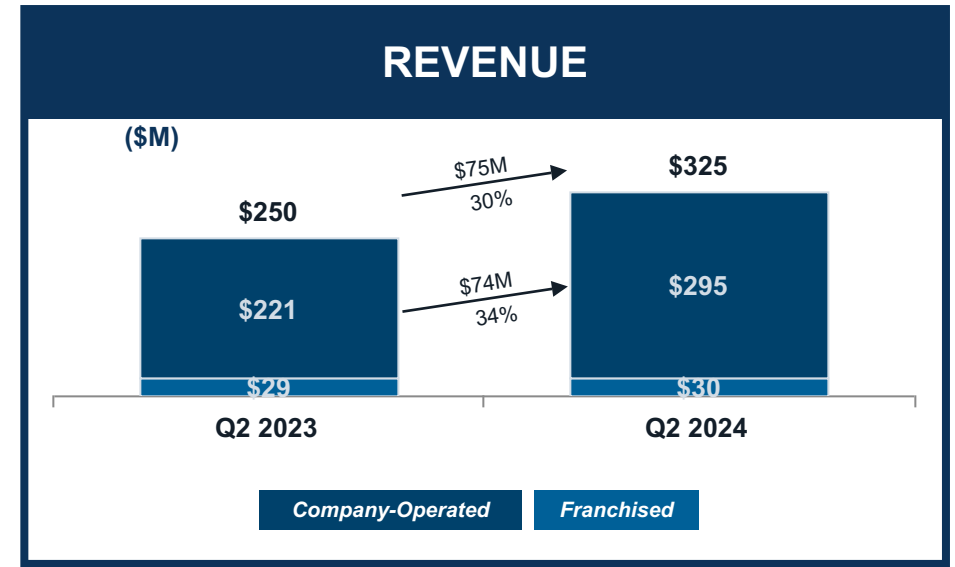 REVENUE
($M)
$75M
30%
$325
$250
$74M
34%
$295
$221
$29
$30
Q2 2023
Q2 2024
Company-Operated
Franchised